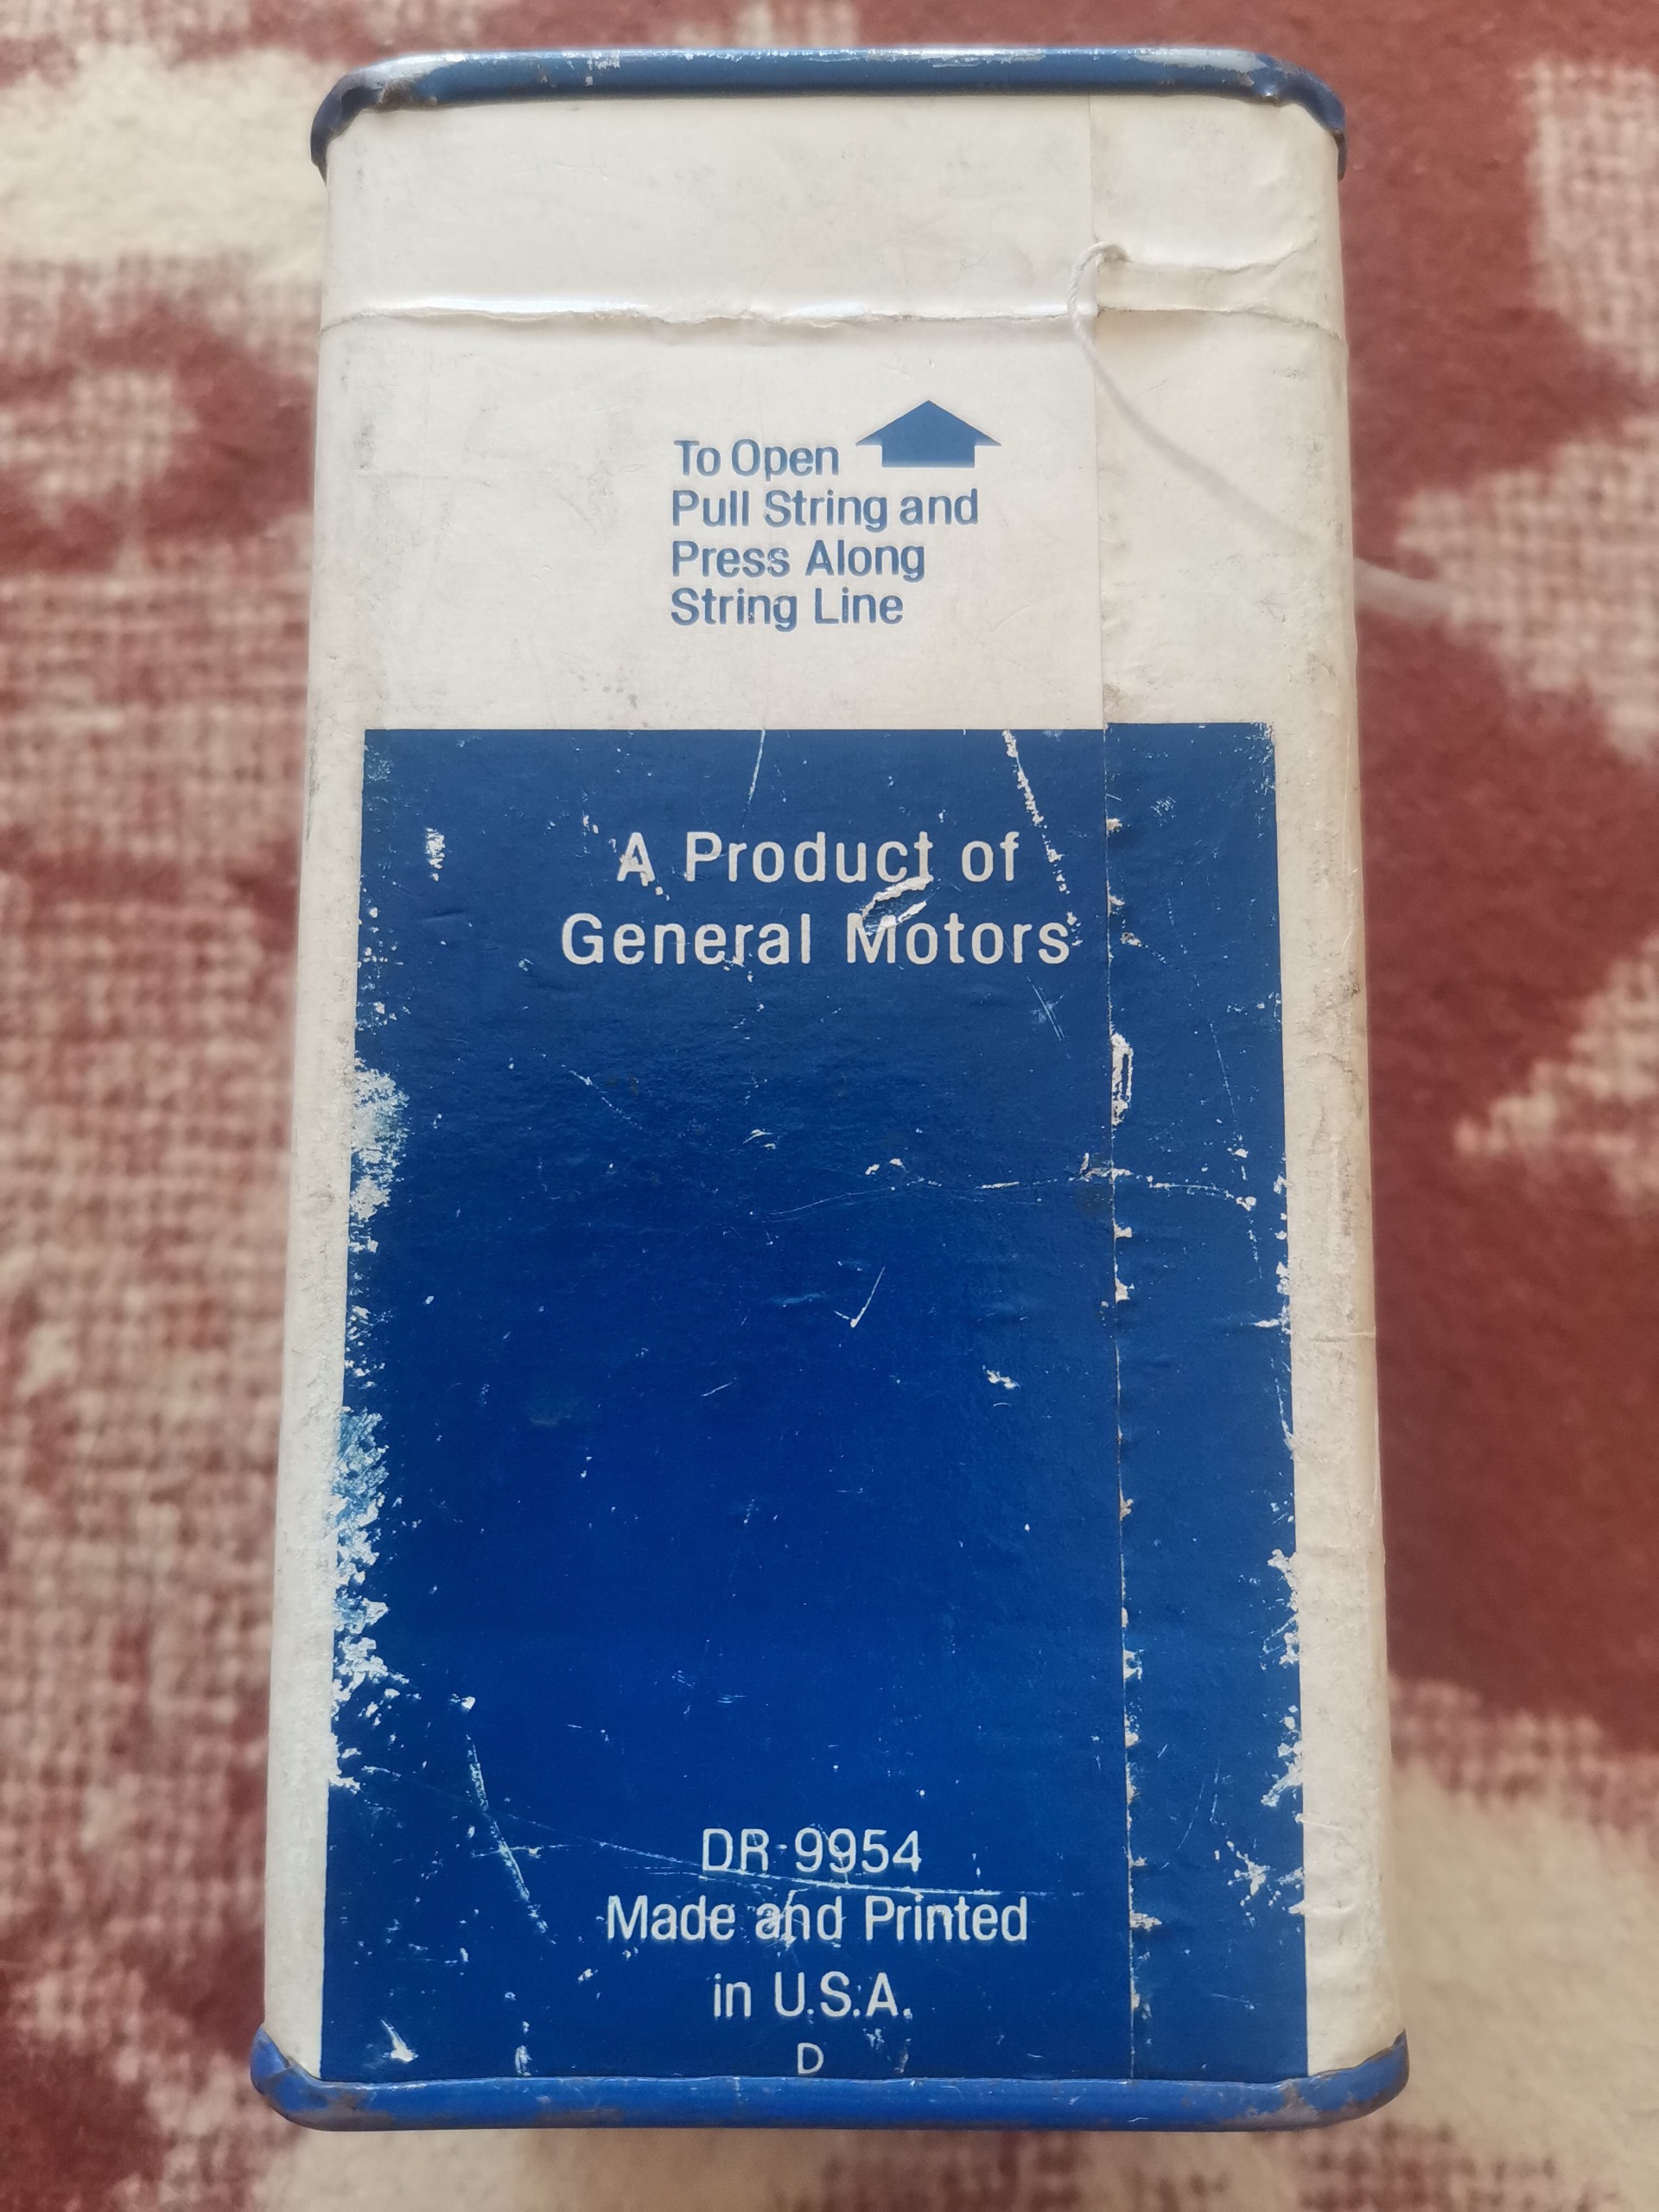 To Open
Pull String and
Press Along
String Line
A Product of
General Motors
DR-9954
Made and Printed
in U.S.A.
D